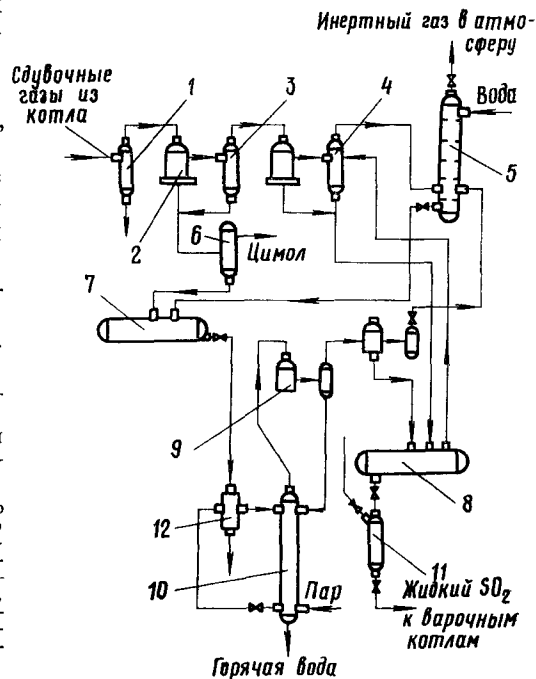 Инертный газ в атмо-
сферу
Сдувочные
газы из
котла
1
3
4
Вода
5
2
6
Цимол
7
9
8
12
10
Пар
11
Жидкий SO₂
к варочным
котлам
Горячая вода